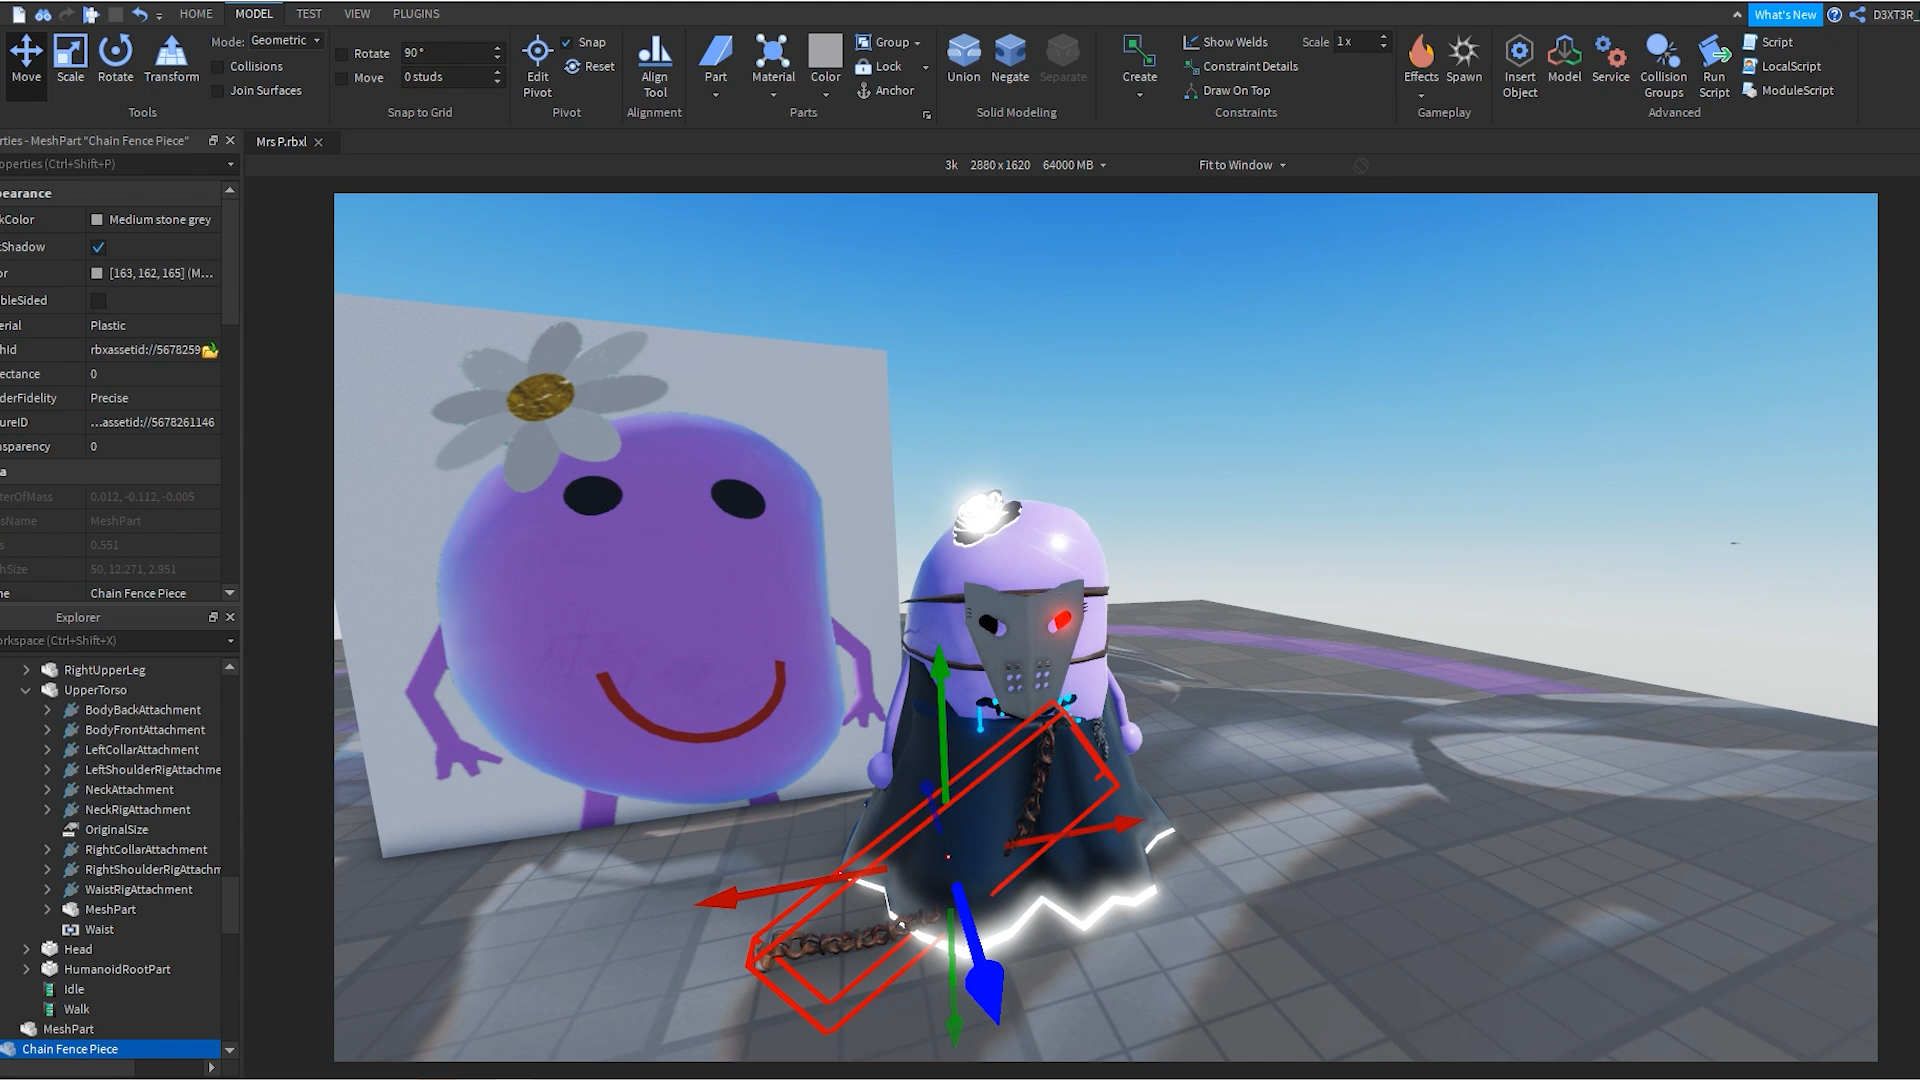 HOME MODEL TEST VIEW PLUGINS What's New D3XT3R_
Move Scale Rotate Transform
Mode: Geometric
Collisions
Join Surfaces
Tools
Rotate 90°
Move 0 studs
Snap to Grid
Edit Pivot
Snap
Reset
Pivot
Align Tool
Alignment
Part Material Color
Group
Lock
Anchor
Parts
Union Negate Separate
Solid Modeling
Create
Show Welds Scale 1x
Constraint Details
Draw On Top
Constraints
Effects Spawn
Gameplay
Insert Object Model Service Collision Groups Run Script
Script
LocalScript
ModuleScript
Advanced
rties - MeshPart "Chain Fence Piece"
operties (Ctrl+Shift+P)
Mrs P.rbxl
3k 2880 x 1620 64000 MB Fit to Window
pearance
kColor Medium stone grey
tShadow
or [163, 162, 165] (M...
bleSided
erial Plastic
hId rbxassetid://5678259
ectance 0
derFidelity Precise
ureID ...assetid://5678261146
nsparency 0
a
terOfMass 0.012, -0.112, -0.005
sName MeshPart
s 0.551
hSize 50, 12.271, 2.951
ne Chain Fence Piece
Explorer
orkspace (Ctrl+Shift+X)
RightUpperLeg
UpperTorso
BodyBackAttachment
BodyFrontAttachment
LeftCollarAttachment
LeftShoulderRigAttachme
NeckAttachment
NeckRigAttachment
OriginalSize
RightCollarAttachment
RightShoulderRigAttachm
WaistRigAttachment
MeshPart
Waist
Head
HumanoidRootPart
Idle
Walk
MeshPart
Chain Fence Piece